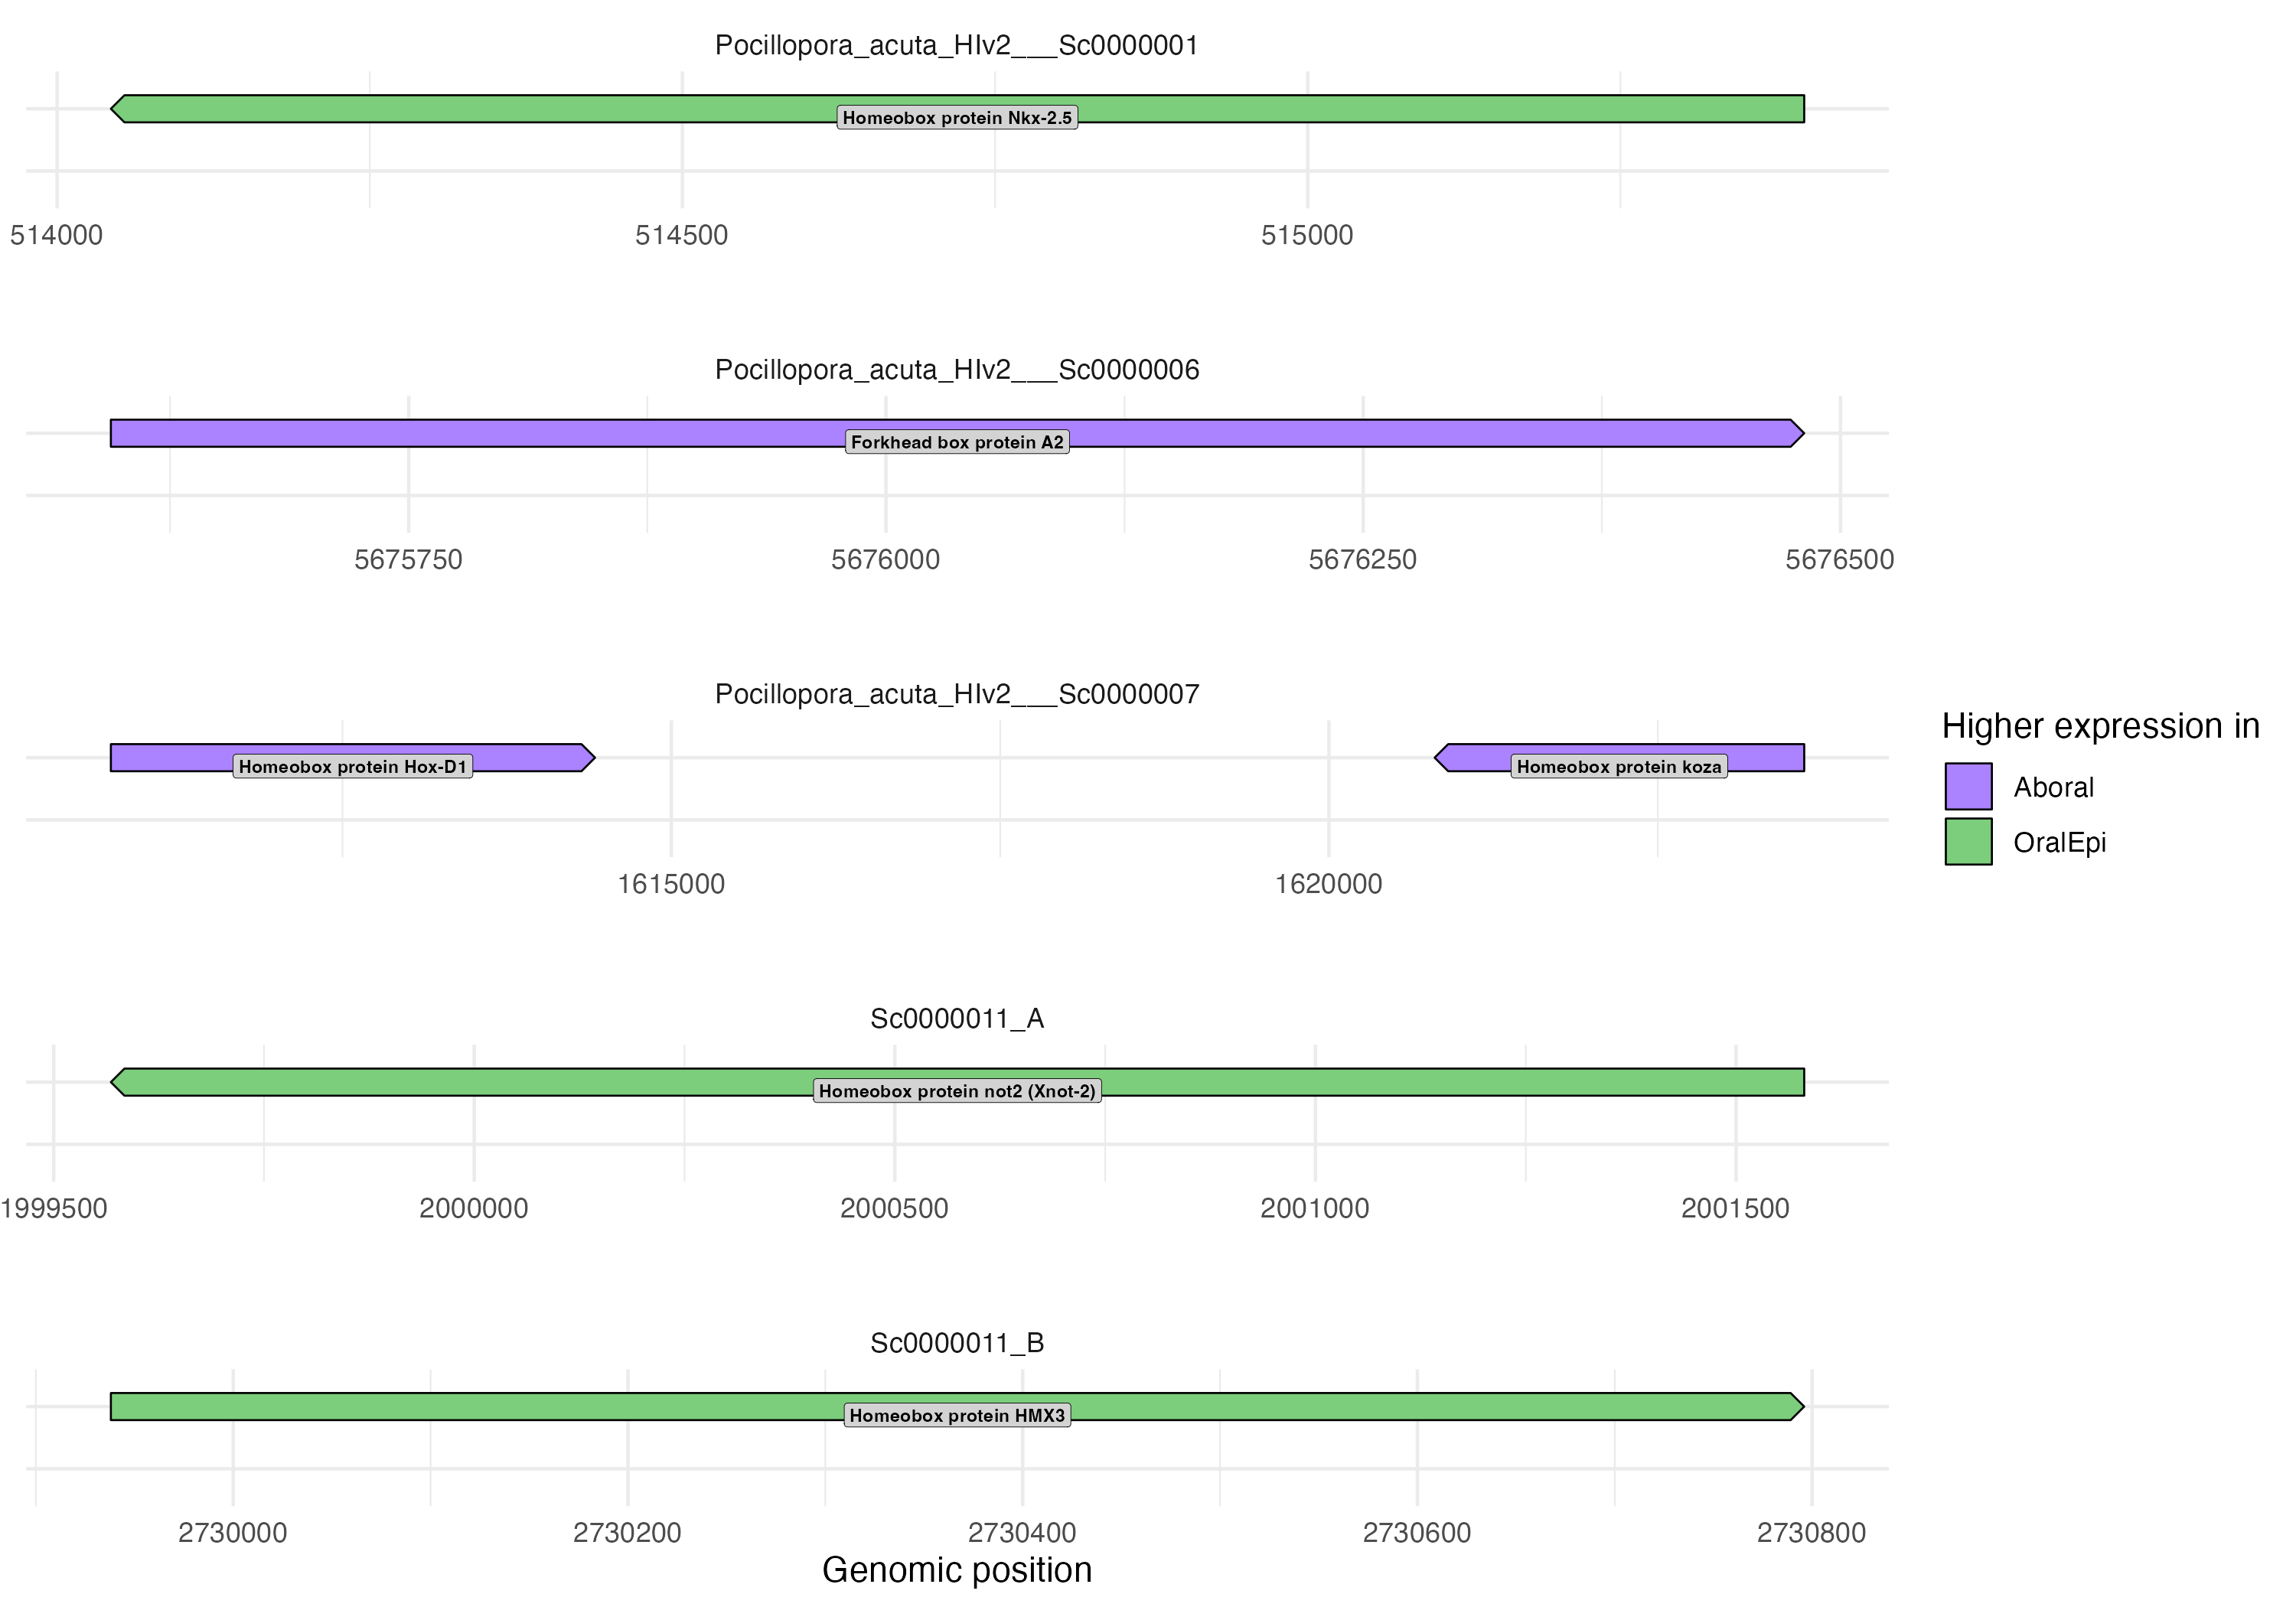 Pocillopora_acuta_HIv2___Sc0000001
Homeobox protein Nkx-2.5
514000 514500 515000
Pocillopora_acuta_HIv2___Sc0000006
Forkhead box protein A2
5675750 5676000 5676250 5676500
Pocillopora_acuta_HIv2___Sc0000007
Homeobox protein Hox-D1 Homeobox protein koza
1615000 1620000
Sc0000011_A
Homeobox protein not2 (Xnot-2)
1999500 2000000 2000500 2001000 2001500
Sc0000011_B
Homeobox protein HMX3
2730000 2730200 2730400 2730600 2730800
Genomic position
Higher expression in
Aboral
OralEpi